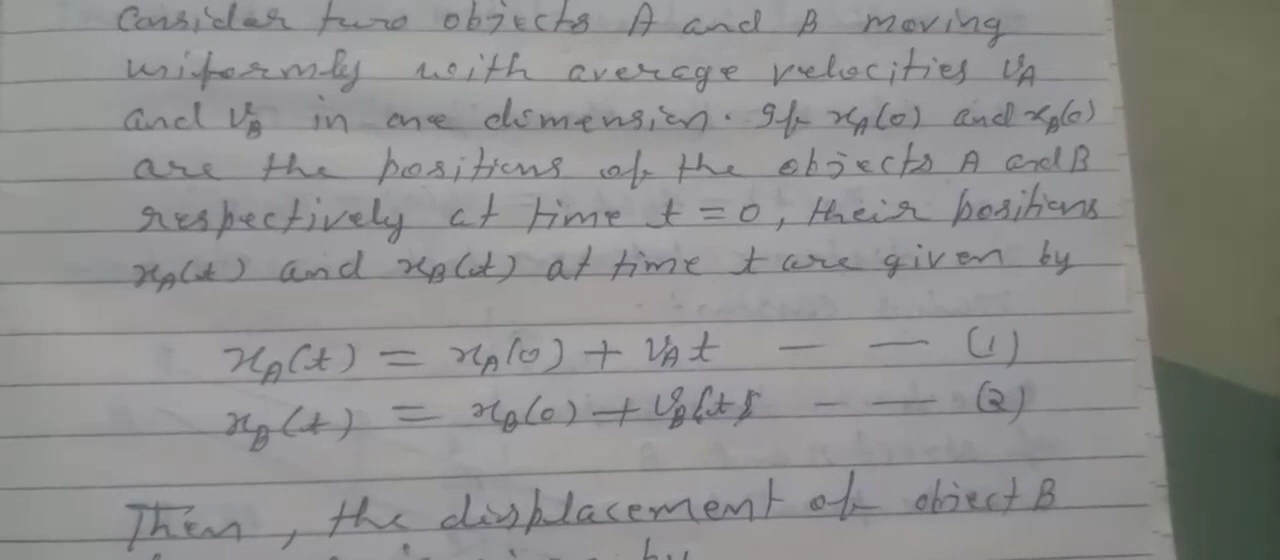 Consider two objects A and B moving
uniformly with average velocities vA
and vB in one dimension. If xA(0) and xB(0)
are the positions of the objects A and B
respectively at time t = 0, their positions
xA(t) and xB(t) at time t are given by
xA(t) = xA(0) + vAt - - (1)
xB(t) = xB(0) + vB(t) - - (2)
Then, the displacement of object B
by